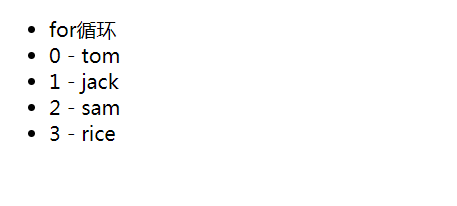 for循环
0 - tom
1 - jack
2 - sam
3 - rice